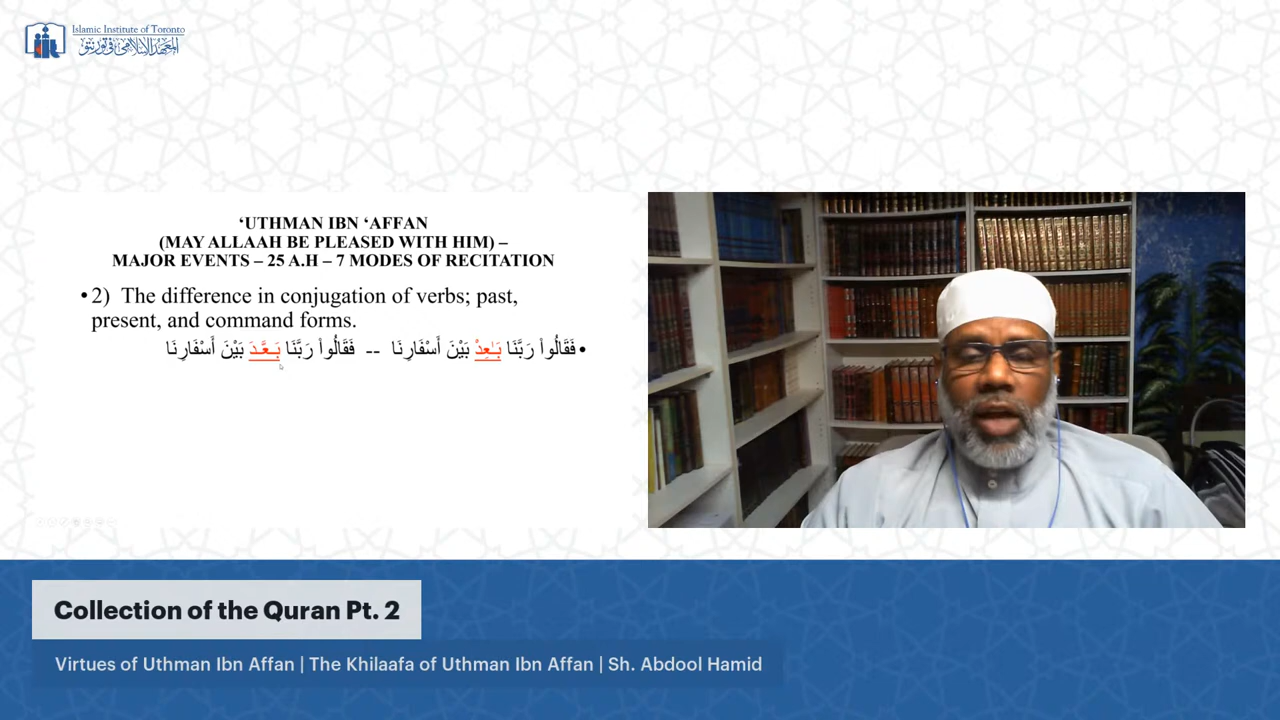 Islamic Institute of Toronto
المعهد الإسلامي في تورنتو
‘UTHMAN IBN ‘AFFAN
(MAY ALLAAH BE PLEASED WITH HIM) –
MAJOR EVENTS – 25 A.H – 7 MODES OF RECITATION
•2) The difference in conjugation of verbs; past,
present, and command forms.
• فَقَالُواْ رَبَّنَا بَـٰعِدْ بَيْنَ أَسْفَارِنَا -- فَقَالُواْ رَبَّنَا بَـعَّـدَ بَيْنَ أَسْفَارِنَا
Collection of the Quran Pt. 2
Virtues of Uthman Ibn Affan | The Khilaafa of Uthman Ibn Affan | Sh. Abdool Hamid